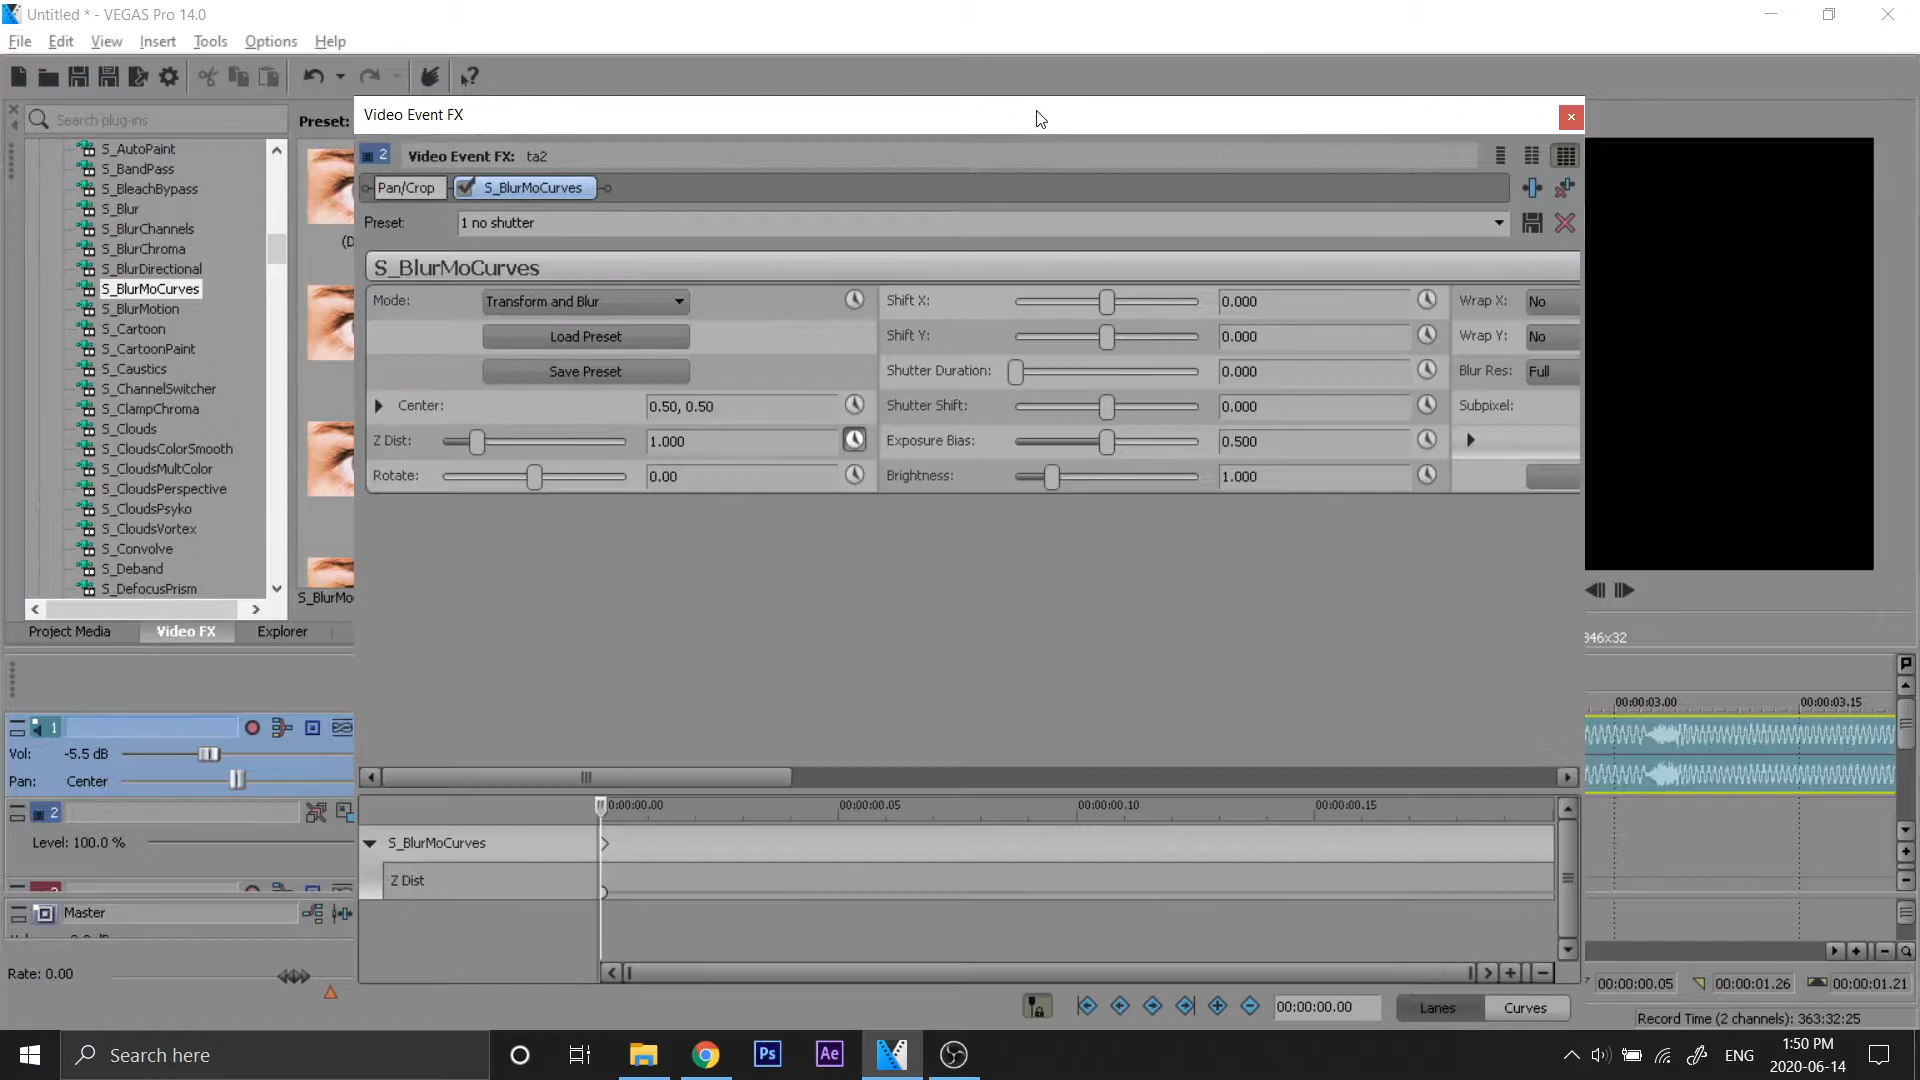 Untitled * - VEGAS Pro 14.0
File Edit View Insert Tools Options Help
Search plug-ins
Preset:
S_AutoPaint
S_BandPass
S_BleachBypass
S_Blur
S_BlurChannels
S_BlurChroma
S_BlurDirectional
S_BlurMoCurves
S_BlurMotion
S_Cartoon
S_CartoonPaint
S_Caustics
S_ChannelSwitcher
S_ClampChroma
S_Clouds
S_CloudsColorSmooth
S_CloudsMultColor
S_CloudsPerspective
S_CloudsPsyko
S_CloudsVortex
S_Convolve
S_Deband
S_DefocusPrism
(D
S_BlurMo
Project Media Video FX Explorer
Video Event FX
2 Video Event FX: ta2
Pan/Crop S_BlurMoCurves
Preset: 1 no shutter
S_BlurMoCurves
Mode: Transform and Blur
Load Preset
Save Preset
Center: 0.50, 0.50
Z Dist: 1.000
Rotate: 0.00
Shift X: 0.000
Shift Y: 0.000
Shutter Duration: 0.000
Shutter Shift: 0.000
Exposure Bias: 0.500
Brightness: 1.000
Wrap X: No
Wrap Y: No
Blur Res: Full
Subpixel:
0:00:00.00 00:00:00.05 00:00:00.10 00:00:00.15
S_BlurMoCurves
Z Dist
00:00:00.00 Lanes Curves
346x32
00:00:03.00 00:00:03.15
1
Vol: -5.5 dB
Pan: Center
2
Level: 100.0 %
Master
Rate: 0.00
00:00:00.05 00:00:01.26 00:00:01.21
Record Time (2 channels): 363:32:25
Search here
Ps Ae
ENG
1:50 PM
2020-06-14